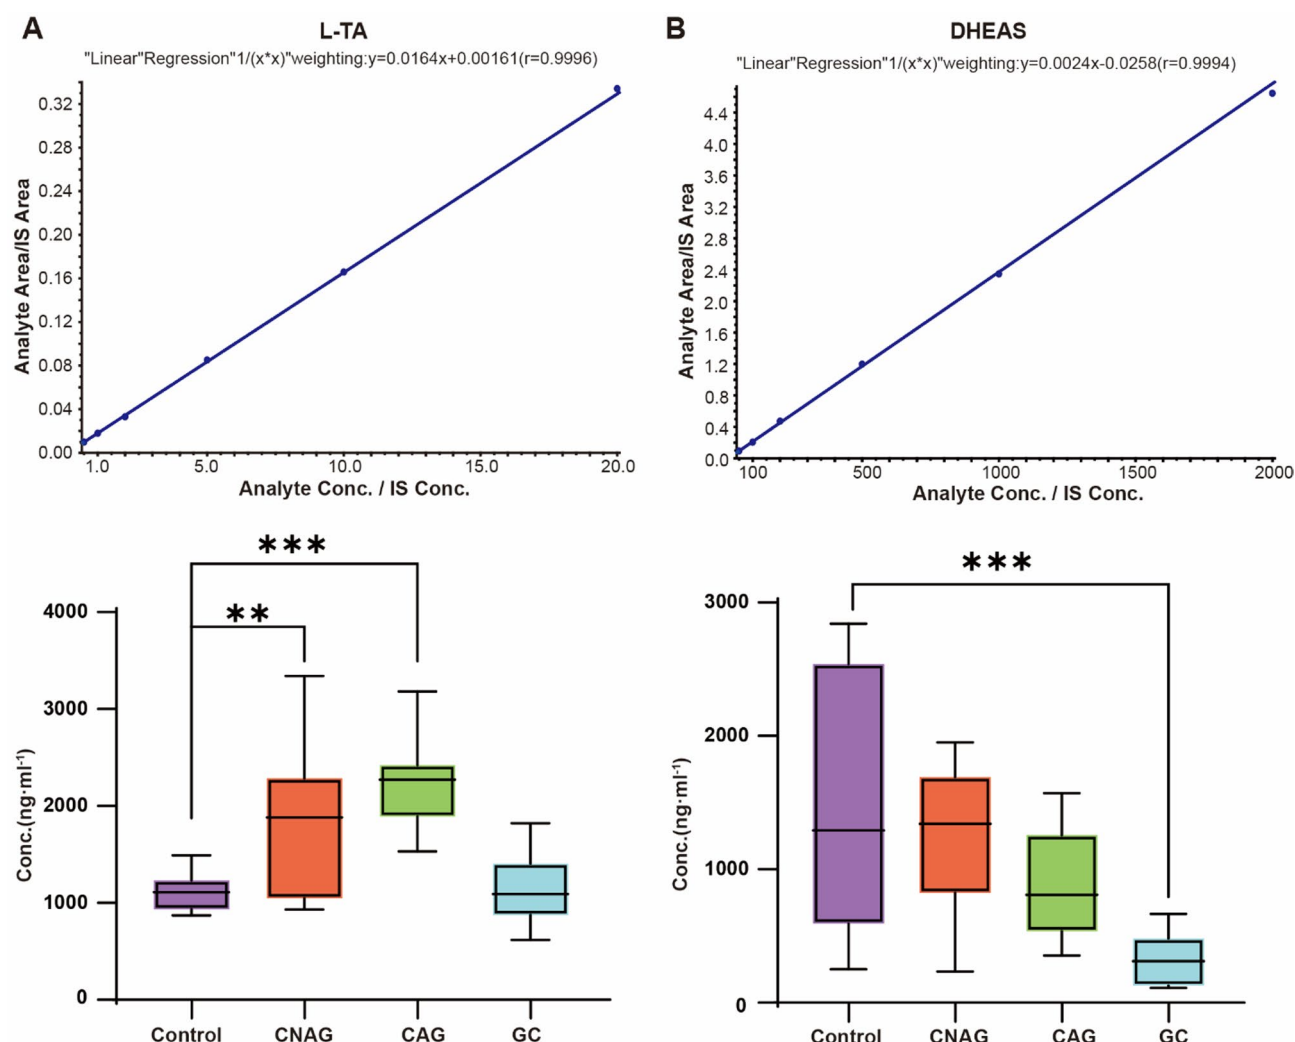 A
L-TA
"Linear"Regression"1/(x*x)"weighting:y=0.0164x+0.00161(r=0.9996)
Analyte Area/IS Area
0.32
0.28
0.24
0.20
0.16
0.12
0.08
0.04
0.00
1.0 5.0 10.0 15.0 20.0
Analyte Conc. / IS Conc.
B
DHEAS
"Linear"Regression"1/(x*x)"weighting:y=0.0024x-0.0258(r=0.9994)
Analyte Area/IS Area
4.4
4.0
3.6
3.2
2.8
2.4
2.0
1.6
1.2
0.8
0.4
0.0
100 500 1000 1500 2000
Analyte Conc. / IS Conc.
***
**
Conc.(ng·ml⁻¹)
4000
3000
2000
1000
0
Control CNAG CAG GC
***
Conc.(ng·ml⁻¹)
3000
2000
1000
0
Control CNAG CAG GC